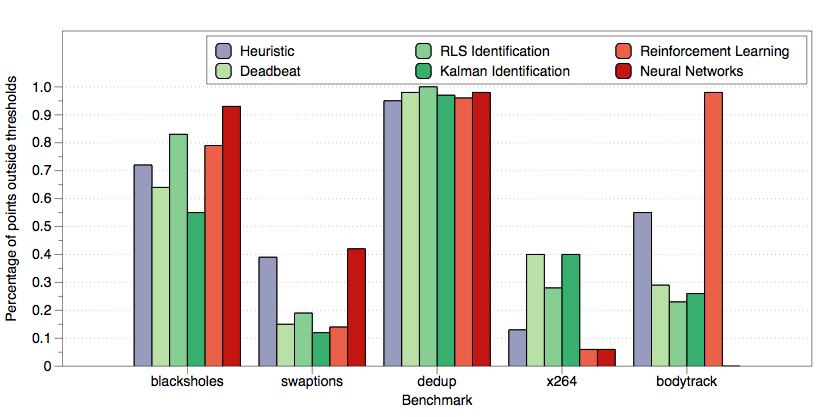 Heuristic
RLS Identification
Reinforcement Learning
Deadbeat
Kalman Identification
Neural Networks
Percentage of points outside thresholds
1.0
0.9
0.8
0.7
0.6
0.5
0.4
0.3
0.2
0.1
0
blacksholes
swaptions
dedup
x264
bodytrack
Benchmark